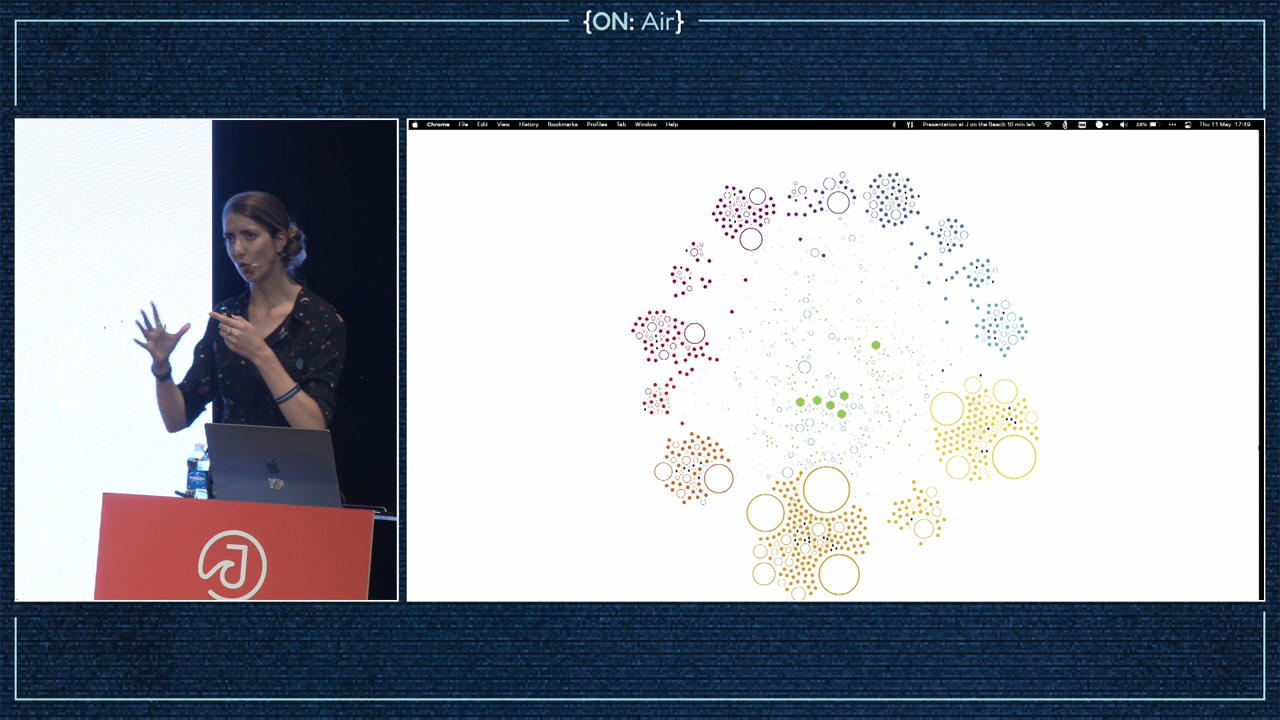 {ON: Air}
Chrome File Edit View History Bookmarks Profiles Tab Window Help Presentation at J on the Beach 10 min left 68% Thu 11 May 17:49